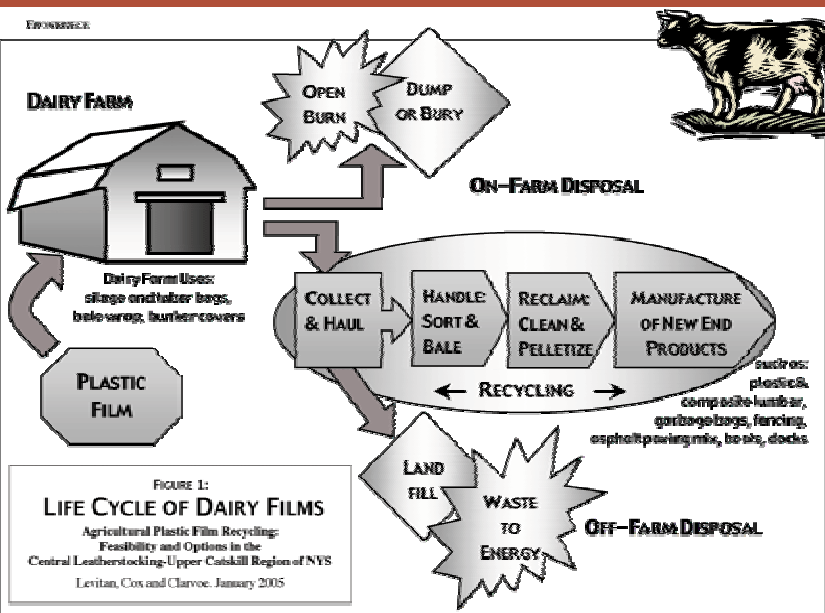 DAIRY FARM
OPEN
BURN
DUMP
OR BURY
ON–FARM DISPOSAL
Dairy Farm Uses:
silage and tuber bags,
bale wrap, bunker covers
PLASTIC
FILM
COLLECT
& HAUL
HANDLE:
SORT &
BALE
RECLAIM:
CLEAN &
PELLETIZE
MANUFACTURE
OF NEW END
PRODUCTS
RECYCLING
such as:
plastic &
composite lumber,
garbage bags, fencing,
asphalt paving mix, boats, docks
LAND
FILL
WASTE
TO
ENERGY
OFF–FARM DISPOSAL
FIGURE 1:
LIFE CYCLE OF DAIRY FILMS
Agricultural Plastic Film Recycling:
Feasibility and Options in the
Central Leatherstocking-Upper Catskill Region of NYS
Levitan, Cox and Clarvoe. January 2005